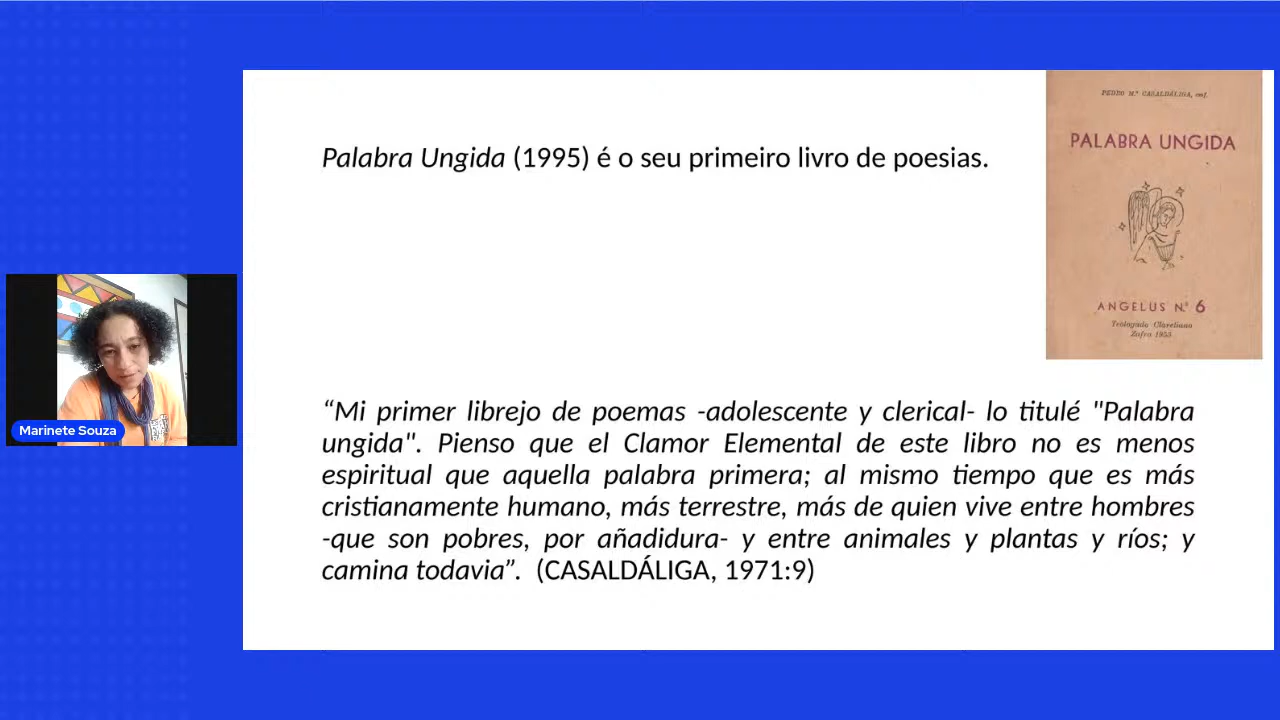 Palabra Ungida (1995) é o seu primeiro livro de poesias.
PEDRO M.ª CASALDÁLIGA, cmf.
PALABRA UNGIDA
ANGELUS N.º 6
Teologado Claretiano
Zafra 1955
Marinete Souza
“Mi primer librejo de poemas -adolescente y clerical- lo titulé "Palabra
ungida". Pienso que el Clamor Elemental de este libro no es menos
espiritual que aquella palabra primera; al mismo tiempo que es más
cristianamente humano, más terrestre, más de quien vive entre hombres
-que son pobres, por añadidura- y entre animales y plantas y ríos; y
camina todavia”. (CASALDÁLIGA, 1971:9)